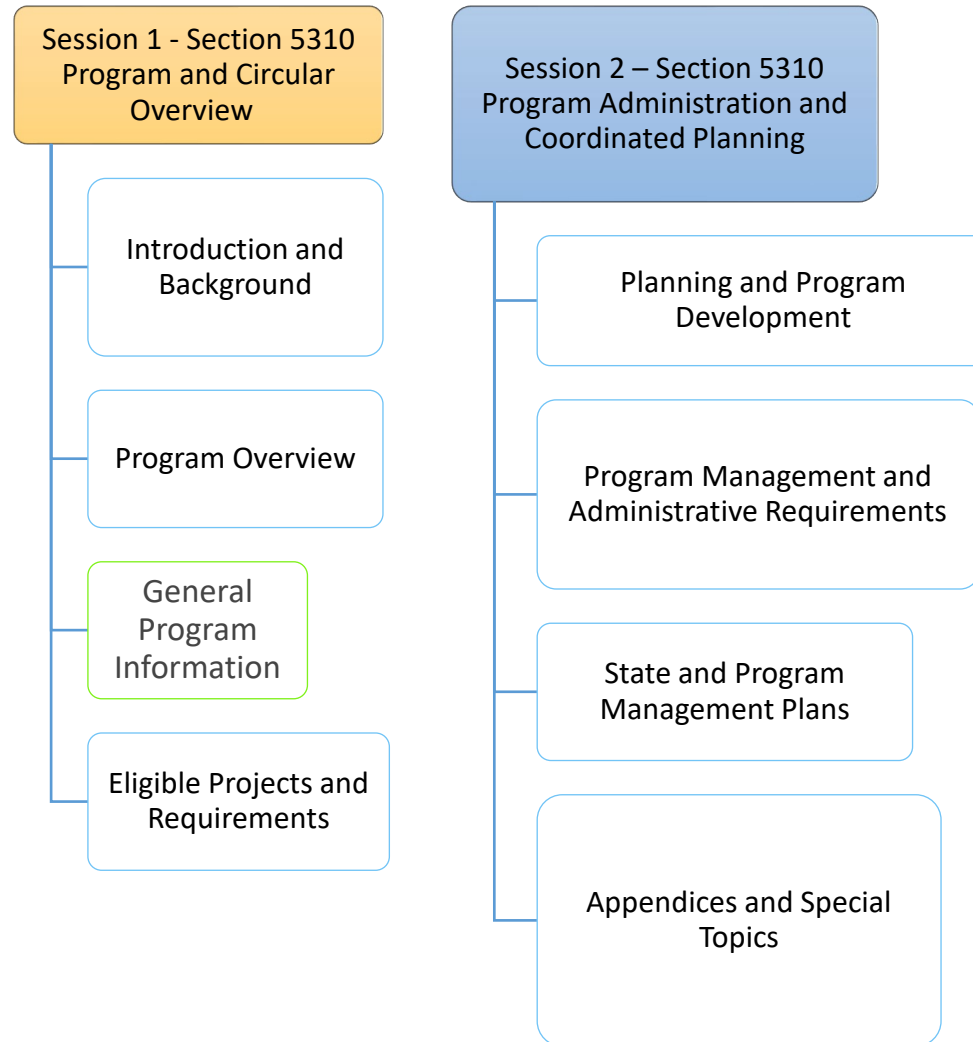 Session 1 - Section 5310
Program and Circular
Overview
Introduction and
Background
Program Overview
General
Program
Information
Eligible Projects and
Requirements
Session 2 – Section 5310
Program Administration and
Coordinated Planning
Planning and Program
Development
Program Management and
Administrative Requirements
State and Program
Management Plans
Appendices and Special
Topics